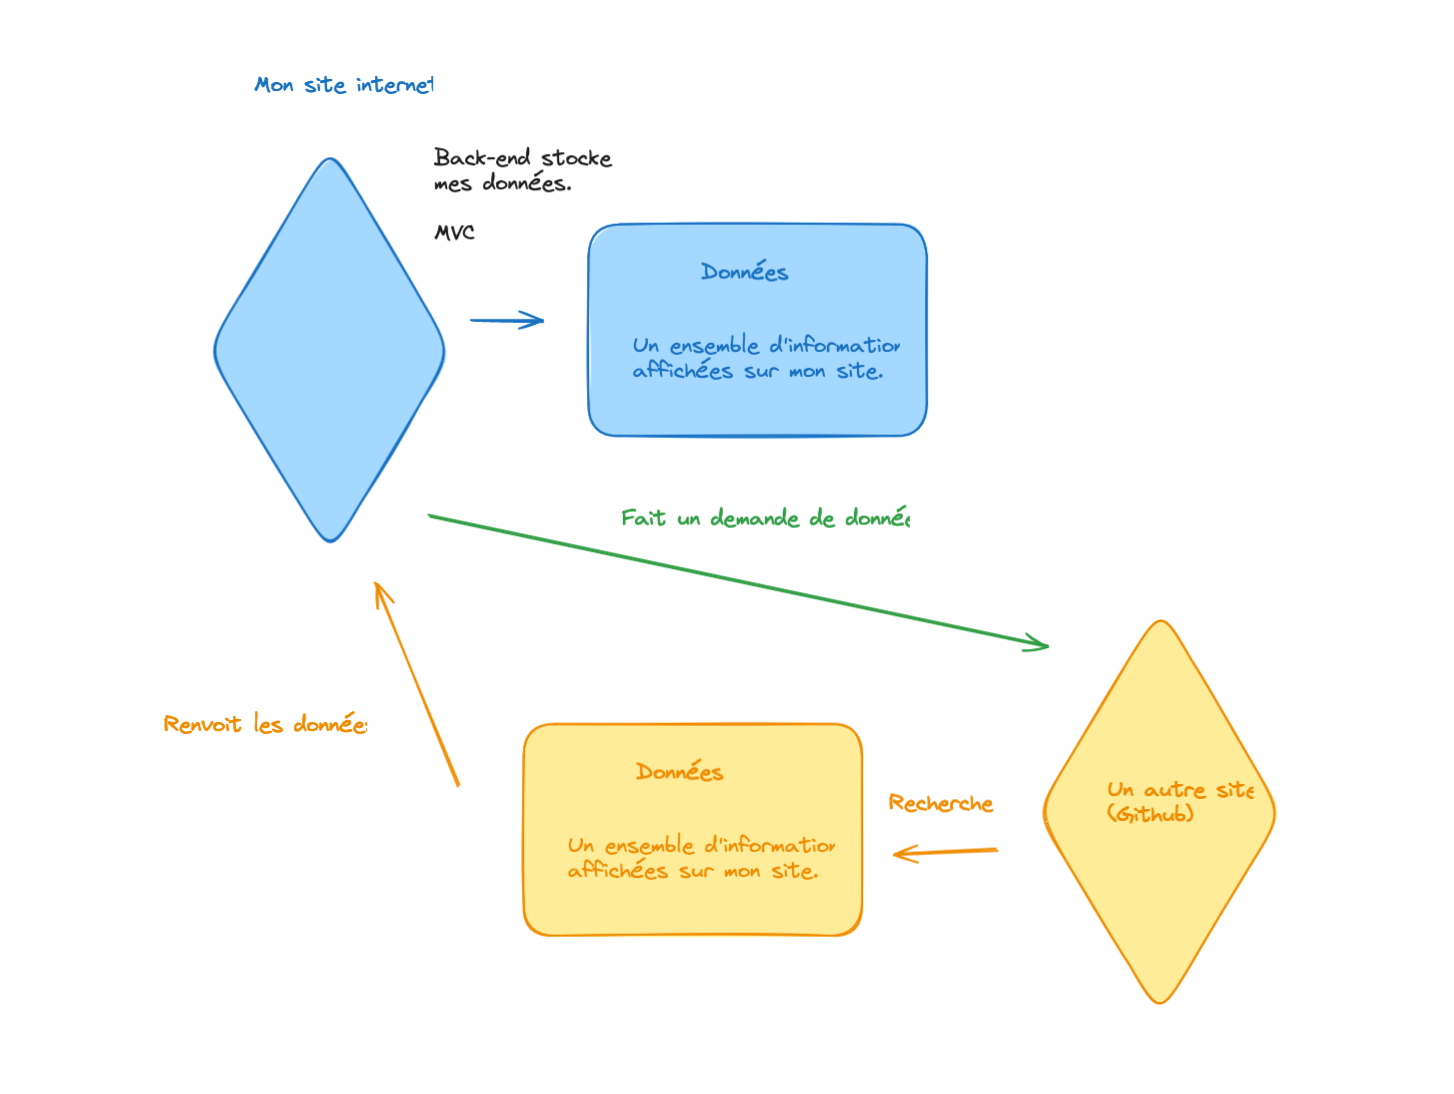 Mon site internet
Back-end stocke
mes données.
MVC
Données
Un ensemble d'information
affichées sur mon site.
Fait un demande de donnée
Renvoit les données
Données
Un ensemble d'information
affichées sur mon site.
Recherche
Un autre site
(Github)